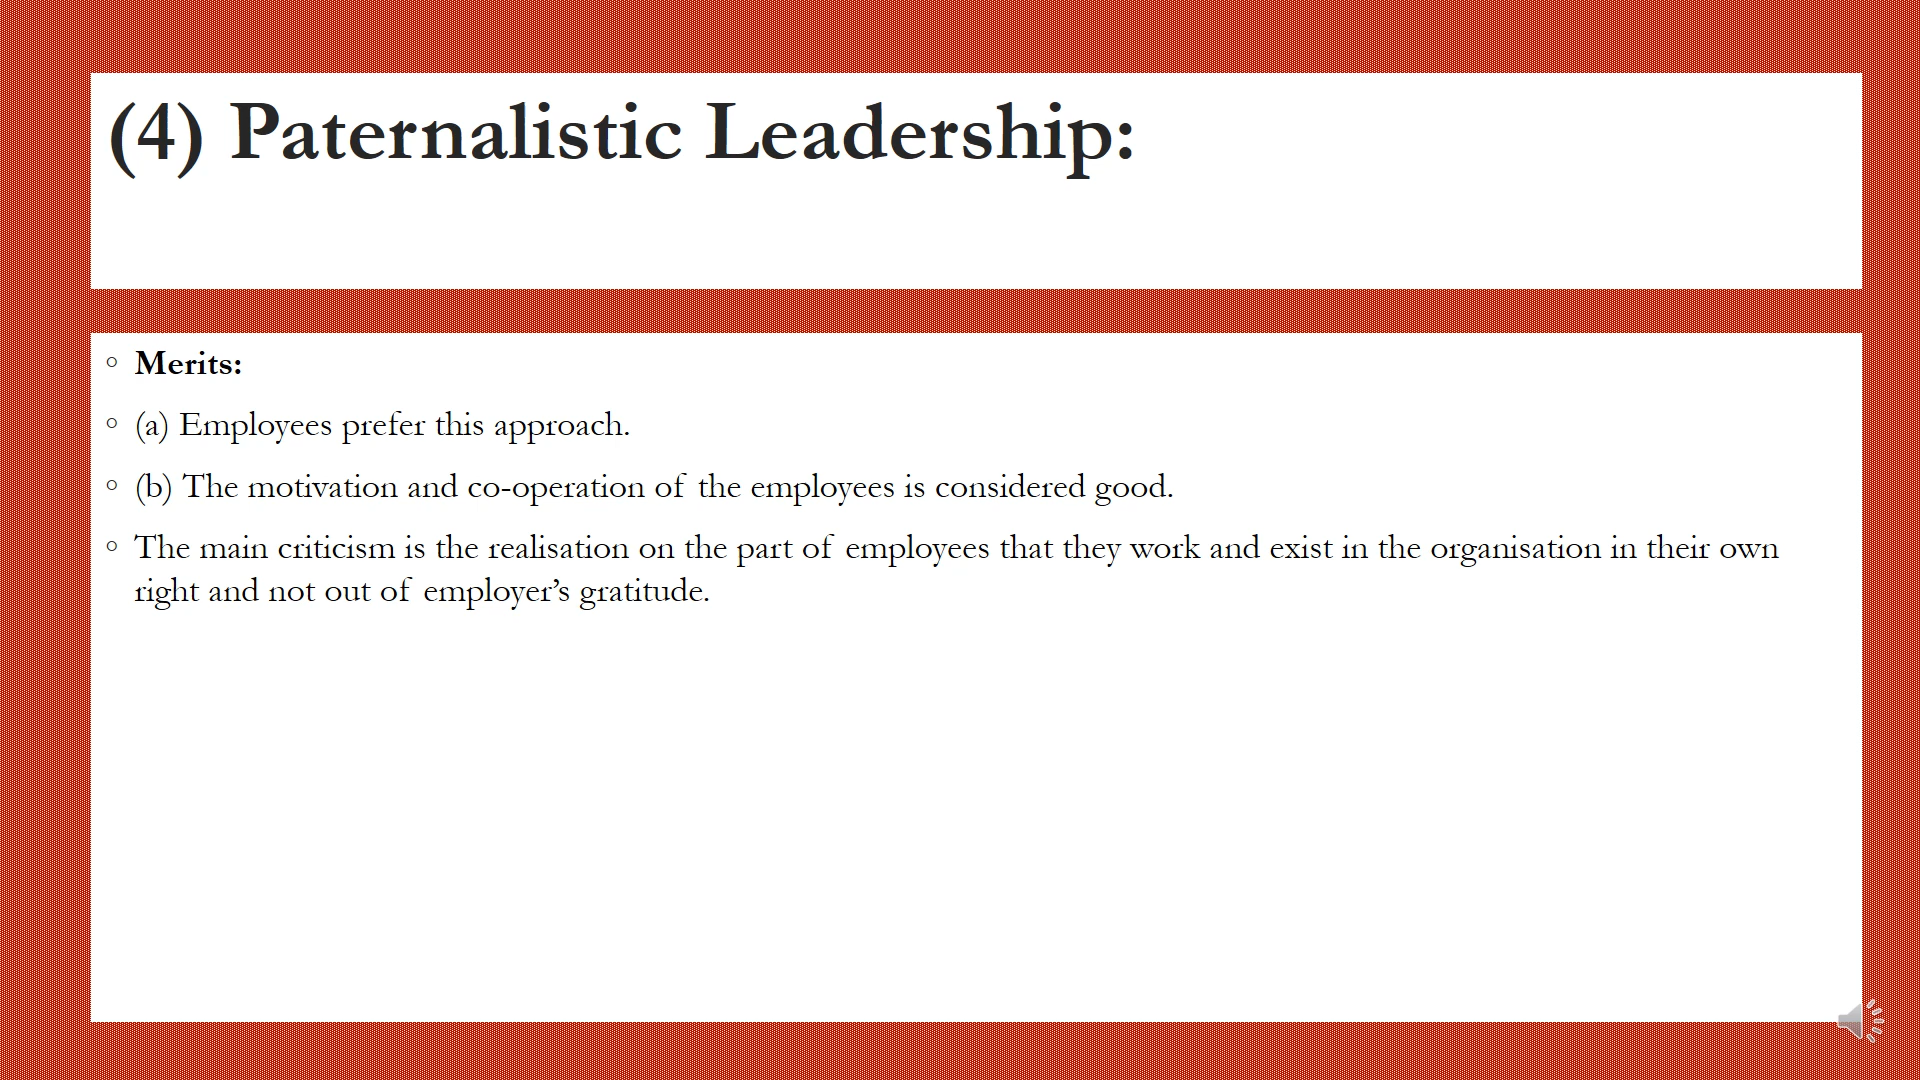 (4) Paternalistic Leadership:
Merits:
(a) Employees prefer this approach.
(b) The motivation and co-operation of the employees is considered good.
The main criticism is the realisation on the part of employees that they work and exist in the organisation in their own
right and not out of employer’s gratitude.